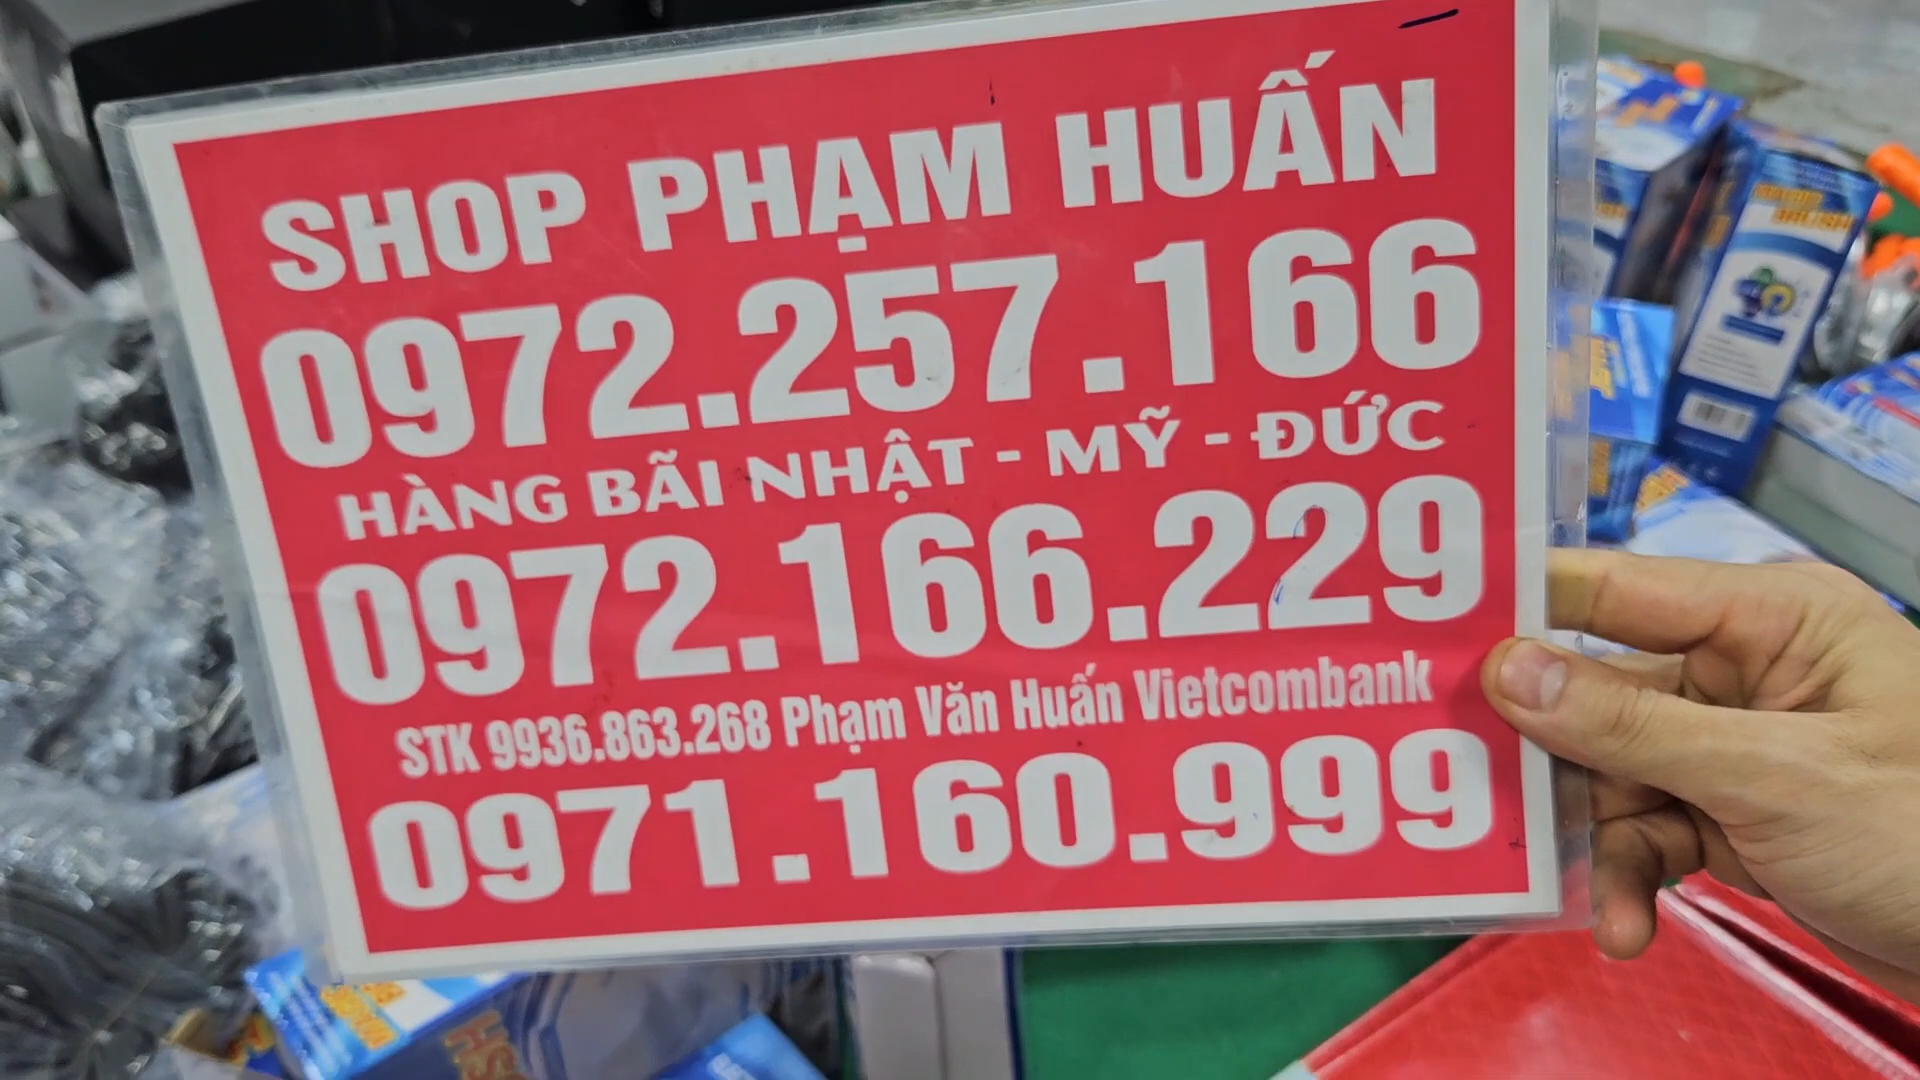 SHOP PHẠM HUẤN
0972.257.166
HÀNG BÃI NHẬT - MỸ - ĐỨC
0972.166.229
STK 9936.863.268 Phạm Văn Huấn Vietcombank
0971.160.999